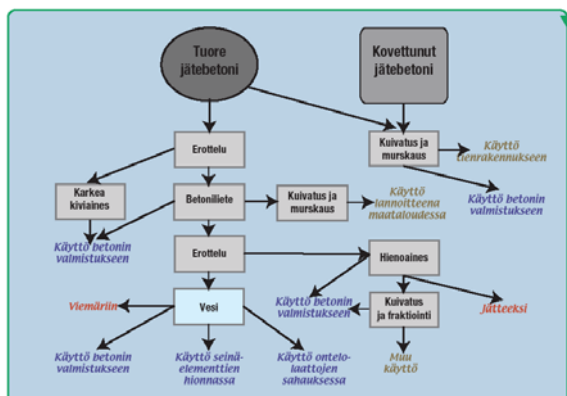 Tuore
jätebetoni
Kovettunut
jätebetoni
Erottelu
Kuivatus ja
murskaus
Käyttö
tienrakennukseen
Karkea
kiviaines
Betoniliete
Kuivatus ja
murskaus
Käyttö
lannoitteena
maataloudessa
Käyttö betonin
valmistukseen
Käyttö betonin
valmistukseen
Erottelu
Hienoaines
Viemäriin
Vesi
Käyttö betonin
valmistukseen
Kuivatus
ja fraktiointi
Jätteeksi
Käyttö betonin
valmistukseen
Käyttö seinä-
elementtien
hionnassa
Käyttö ontelo-
laattojen
sahauksessa
Muu
käyttö